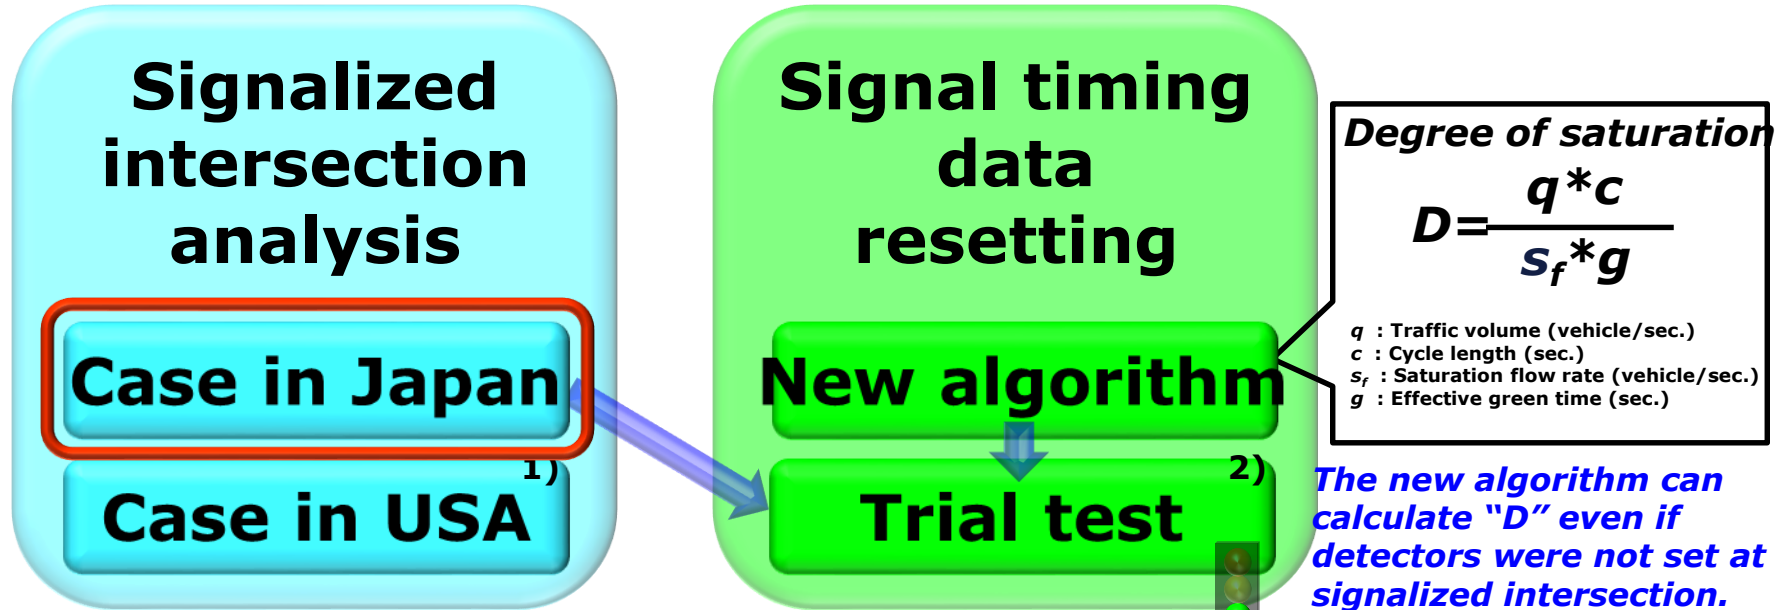 Signalized
intersection
analysis
Case in Japan
1)
Case in USA
Signal timing
data
resetting
New algorithm
2)
Trial test
Degree of saturation
D= q*c
s_f*g
q : Traffic volume (vehicle/sec.)
c : Cycle length (sec.)
s_f : Saturation flow rate (vehicle/sec.)
g : Effective green time (sec.)
The new algorithm can
calculate “D” even if
detectors were not set at
signalized intersection.